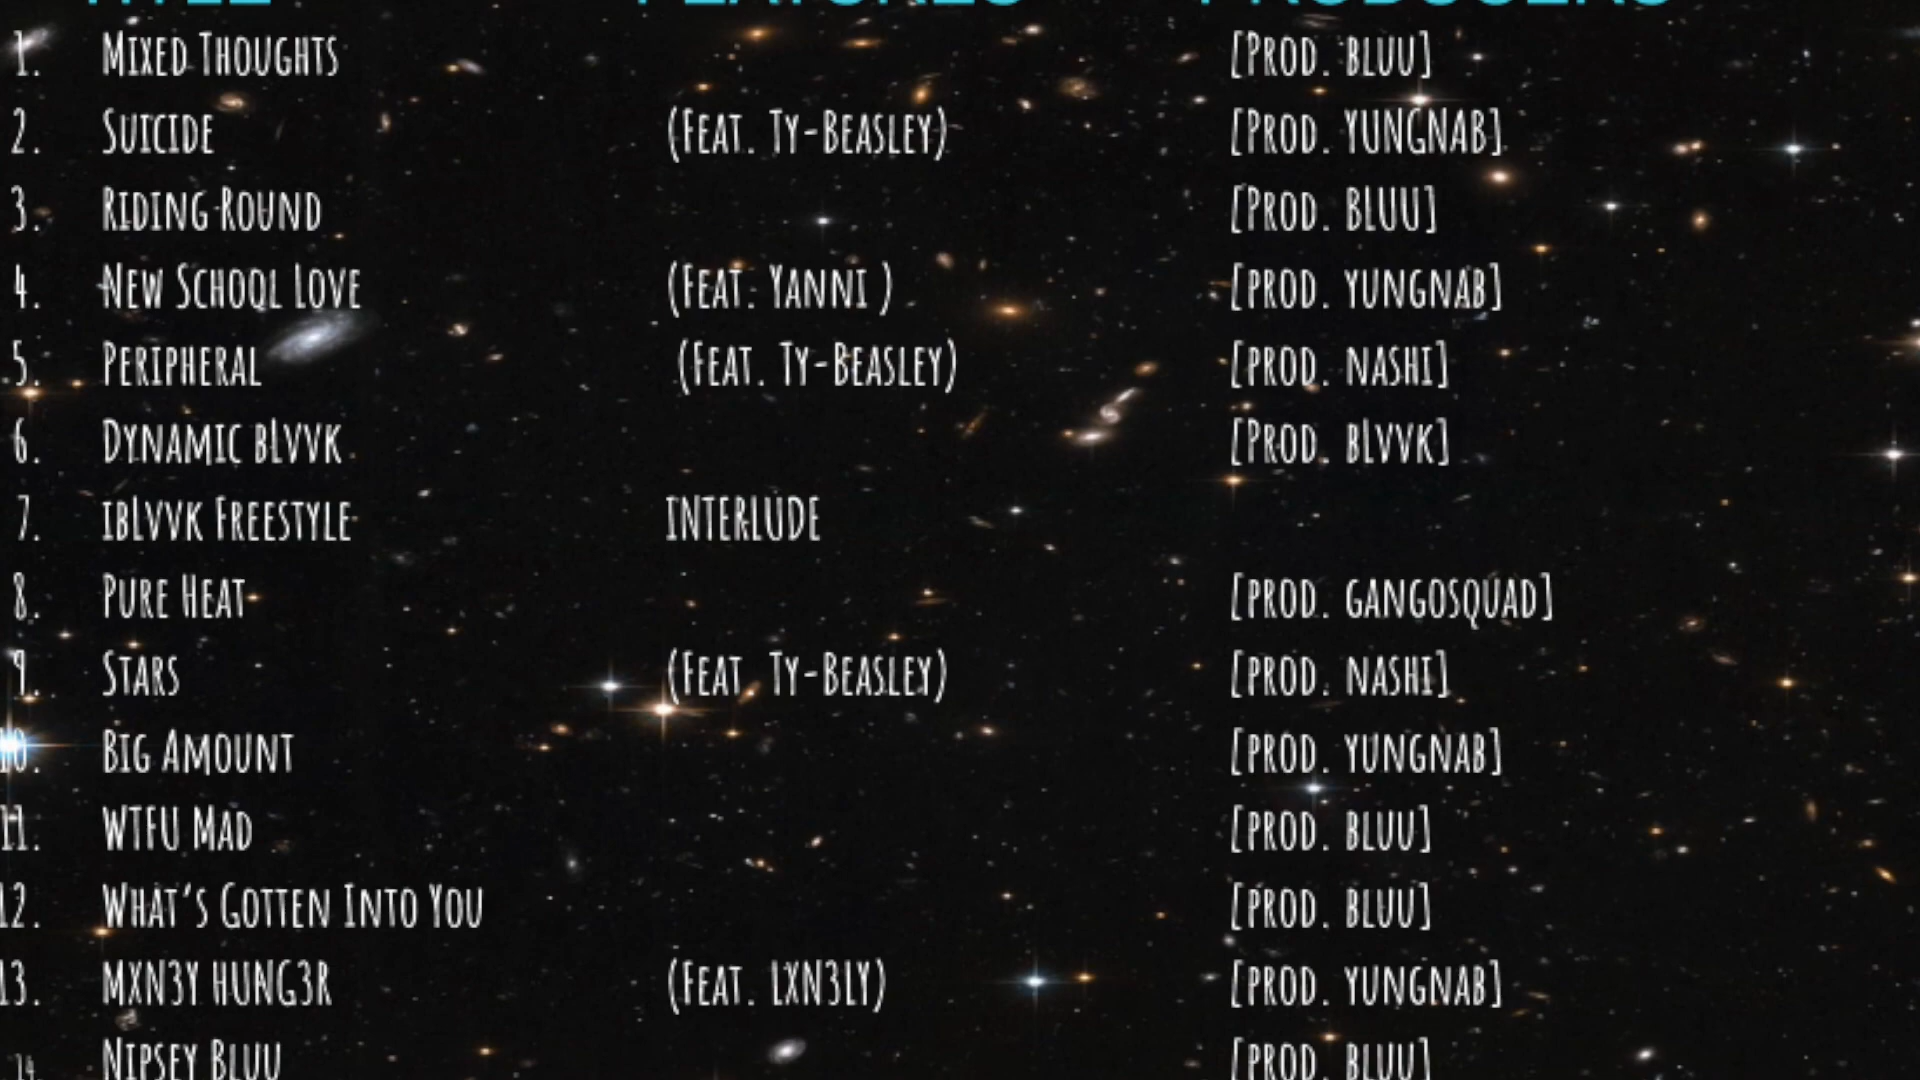 TITLE FEATURES PRODUCERS
1. Mixed Thoughts [Prod. BLUU]
2. Suicide (Feat. Ty-Beasley) [Prod. YUNGNAB]
3. Riding Round [Prod. BLUU]
4. New School Love (Feat. Yanni ) [Prod. YUNGNAB]
5. Peripheral (Feat. Ty-Beasley) [Prod. NASHI]
6. Dynamic bLVVK [Prod. bLVVK]
7. ibLVVK Freestyle INTERLUDE
8. Pure Heat [Prod. GANGOSQUAD]
9. Stars (Feat. Ty-Beasley) [Prod. NASHI]
10. Big Amount [Prod. YUNGNAB]
11. WTFU Mad [Prod. BLUU]
12. What's Gotten Into You [Prod. BLUU]
13. MXN3Y HUNG3R (Feat. LXN3LY) [Prod. YUNGNAB]
14. Nipsey Bluu [Prod. BLUU]